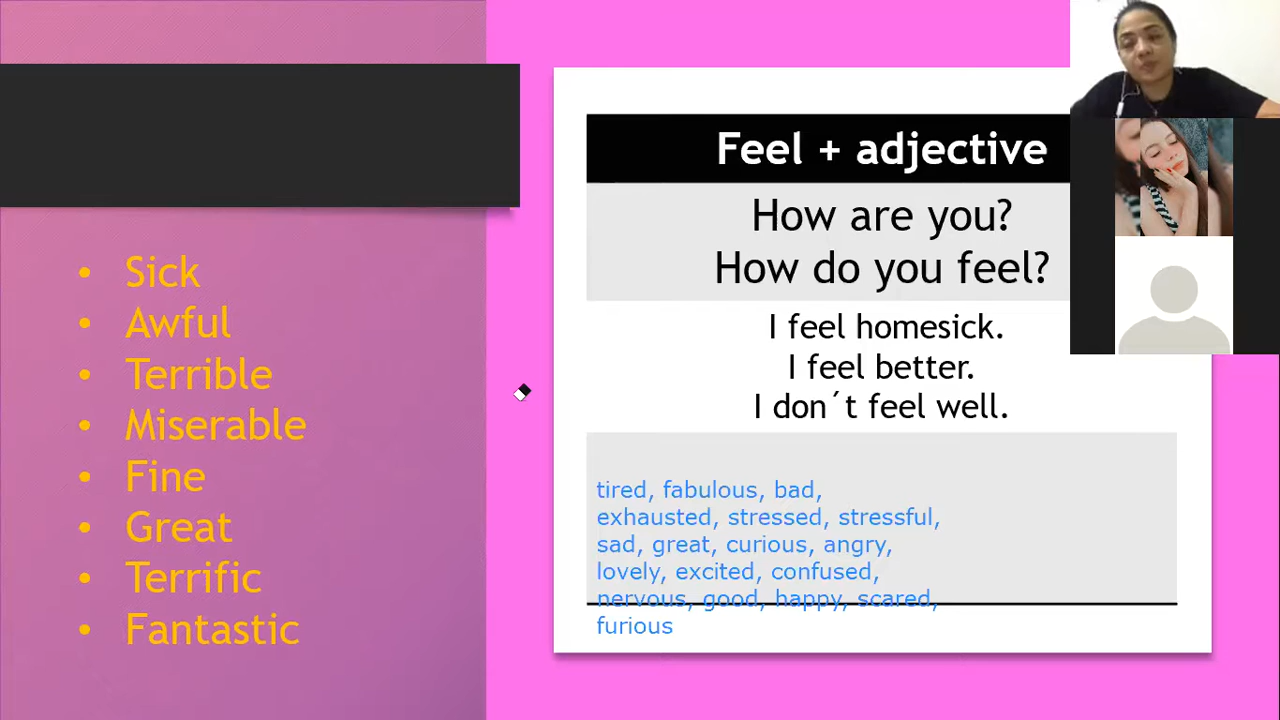 • Sick
• Awful
• Terrible
• Miserable
• Fine
• Great
• Terrific
• Fantastic
Feel + adjective
How are you?
How do you feel?
I feel homesick.
I feel better.
I don´t feel well.
tired, fabulous, bad,
exhausted, stressed, stressful,
sad, great, curious, angry,
lovely, excited, confused,
nervous, good, happy, scared,
furious